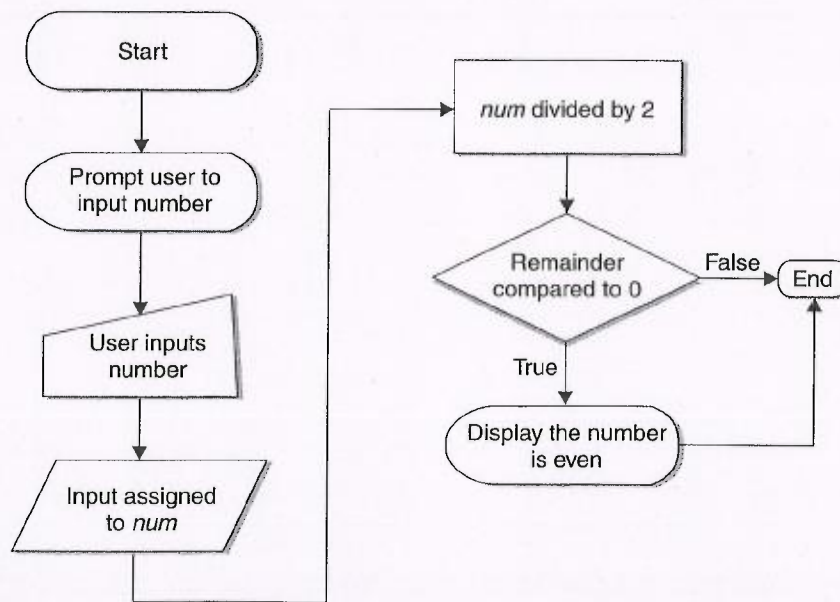 Start
Prompt user to
input number
User inputs
number
Input assigned
to num
num divided by 2
Remainder
compared to 0
False
End
True
Display the number
is even